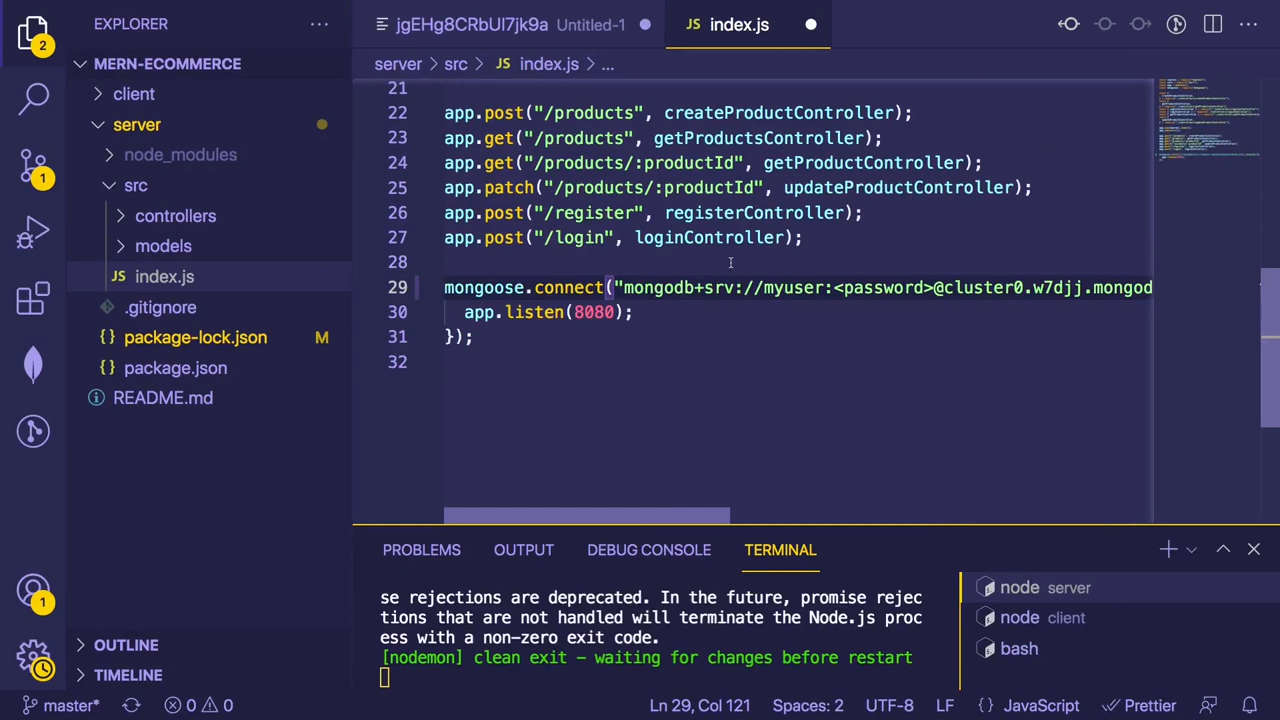 EXPLORER
MERN-ECOMMERCE
client
server
node_modules
src
controllers
models
JS index.js
.gitignore
{} package-lock.json M
{} package.json
README.md
OUTLINE
TIMELINE
2
1
1
jgEHg8CRbUl7jk9a Untitled-1
JS index.js
server > src > JS index.js > ...
21
22 app.post("/products", createProductController);
23 app.get("/products", getProductsController);
24 app.get("/products/:productId", getProductController);
25 app.patch("/products/:productId", updateProductController);
26 app.post("/register", registerController);
27 app.post("/login", loginController);
28
29 mongoose.connect("mongodb+srv://myuser:<password>@cluster0.w7djj.mongod
30 app.listen(8080);
31 });
32
PROBLEMS OUTPUT DEBUG CONSOLE TERMINAL
se rejections are deprecated. In the future, promise rejec
tions that are not handled will terminate the Node.js proc
ess with a non-zero exit code.
[nodemon] clean exit - waiting for changes before restart
node server
node client
bash
master* 0 0 Ln 29, Col 121 Spaces: 2 UTF-8 LF {} JavaScript Prettier